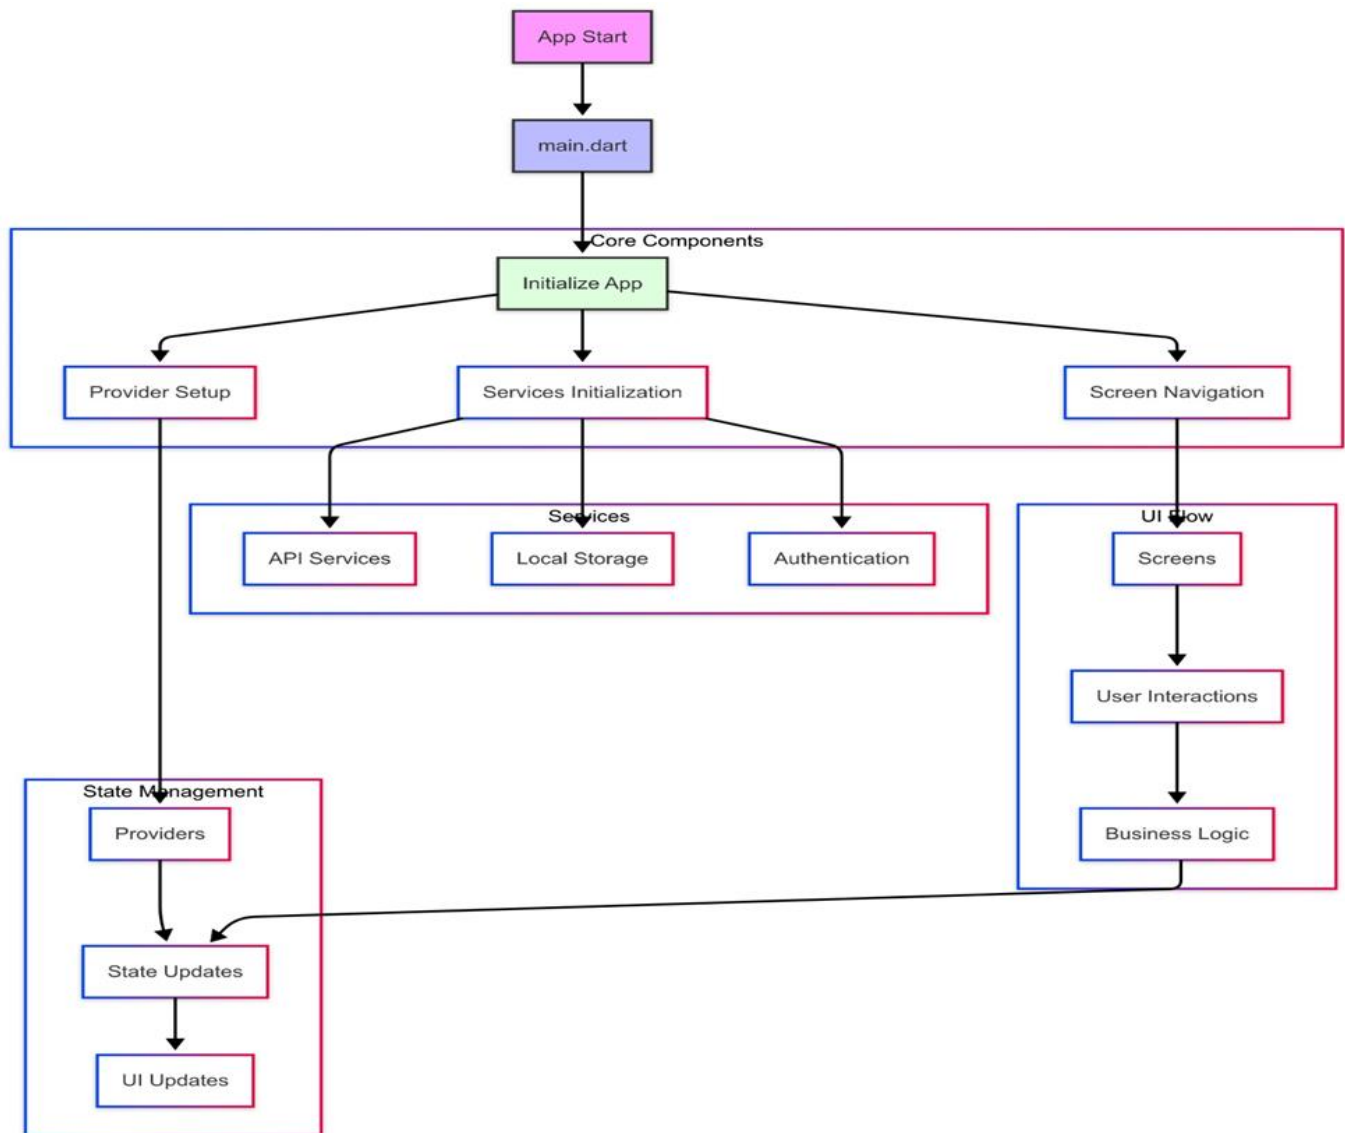 App Start
main.dart
Core Components
Initialize App
Provider Setup
Services Initialization
Screen Navigation
Services
UI Flow
API Services
Local Storage
Authentication
Screens
User Interactions
State Management
Providers
Business Logic
State Updates
UI Updates